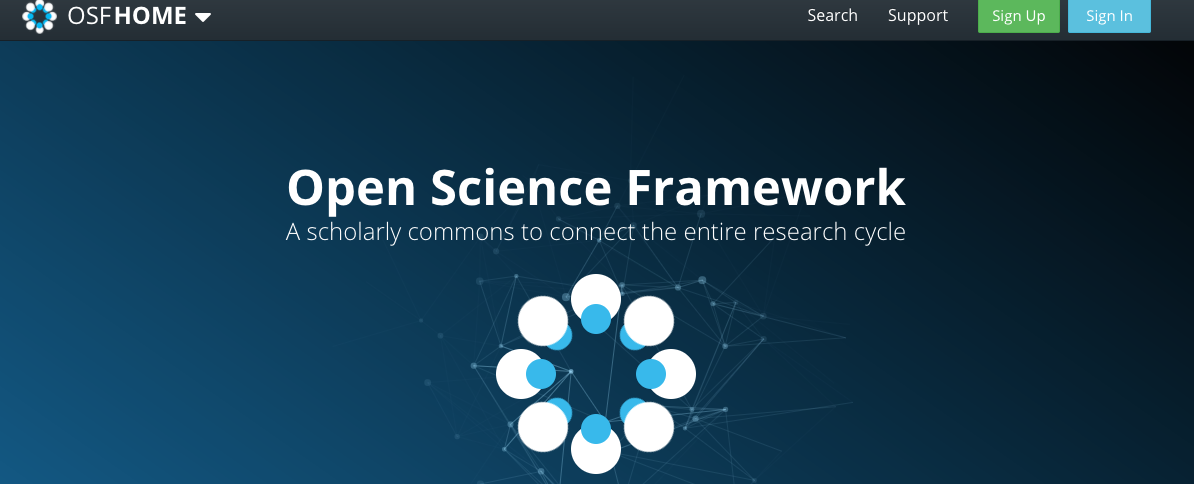 OSFHOME
Search Support Sign Up Sign In
Open Science Framework
A scholarly commons to connect the entire research cycle